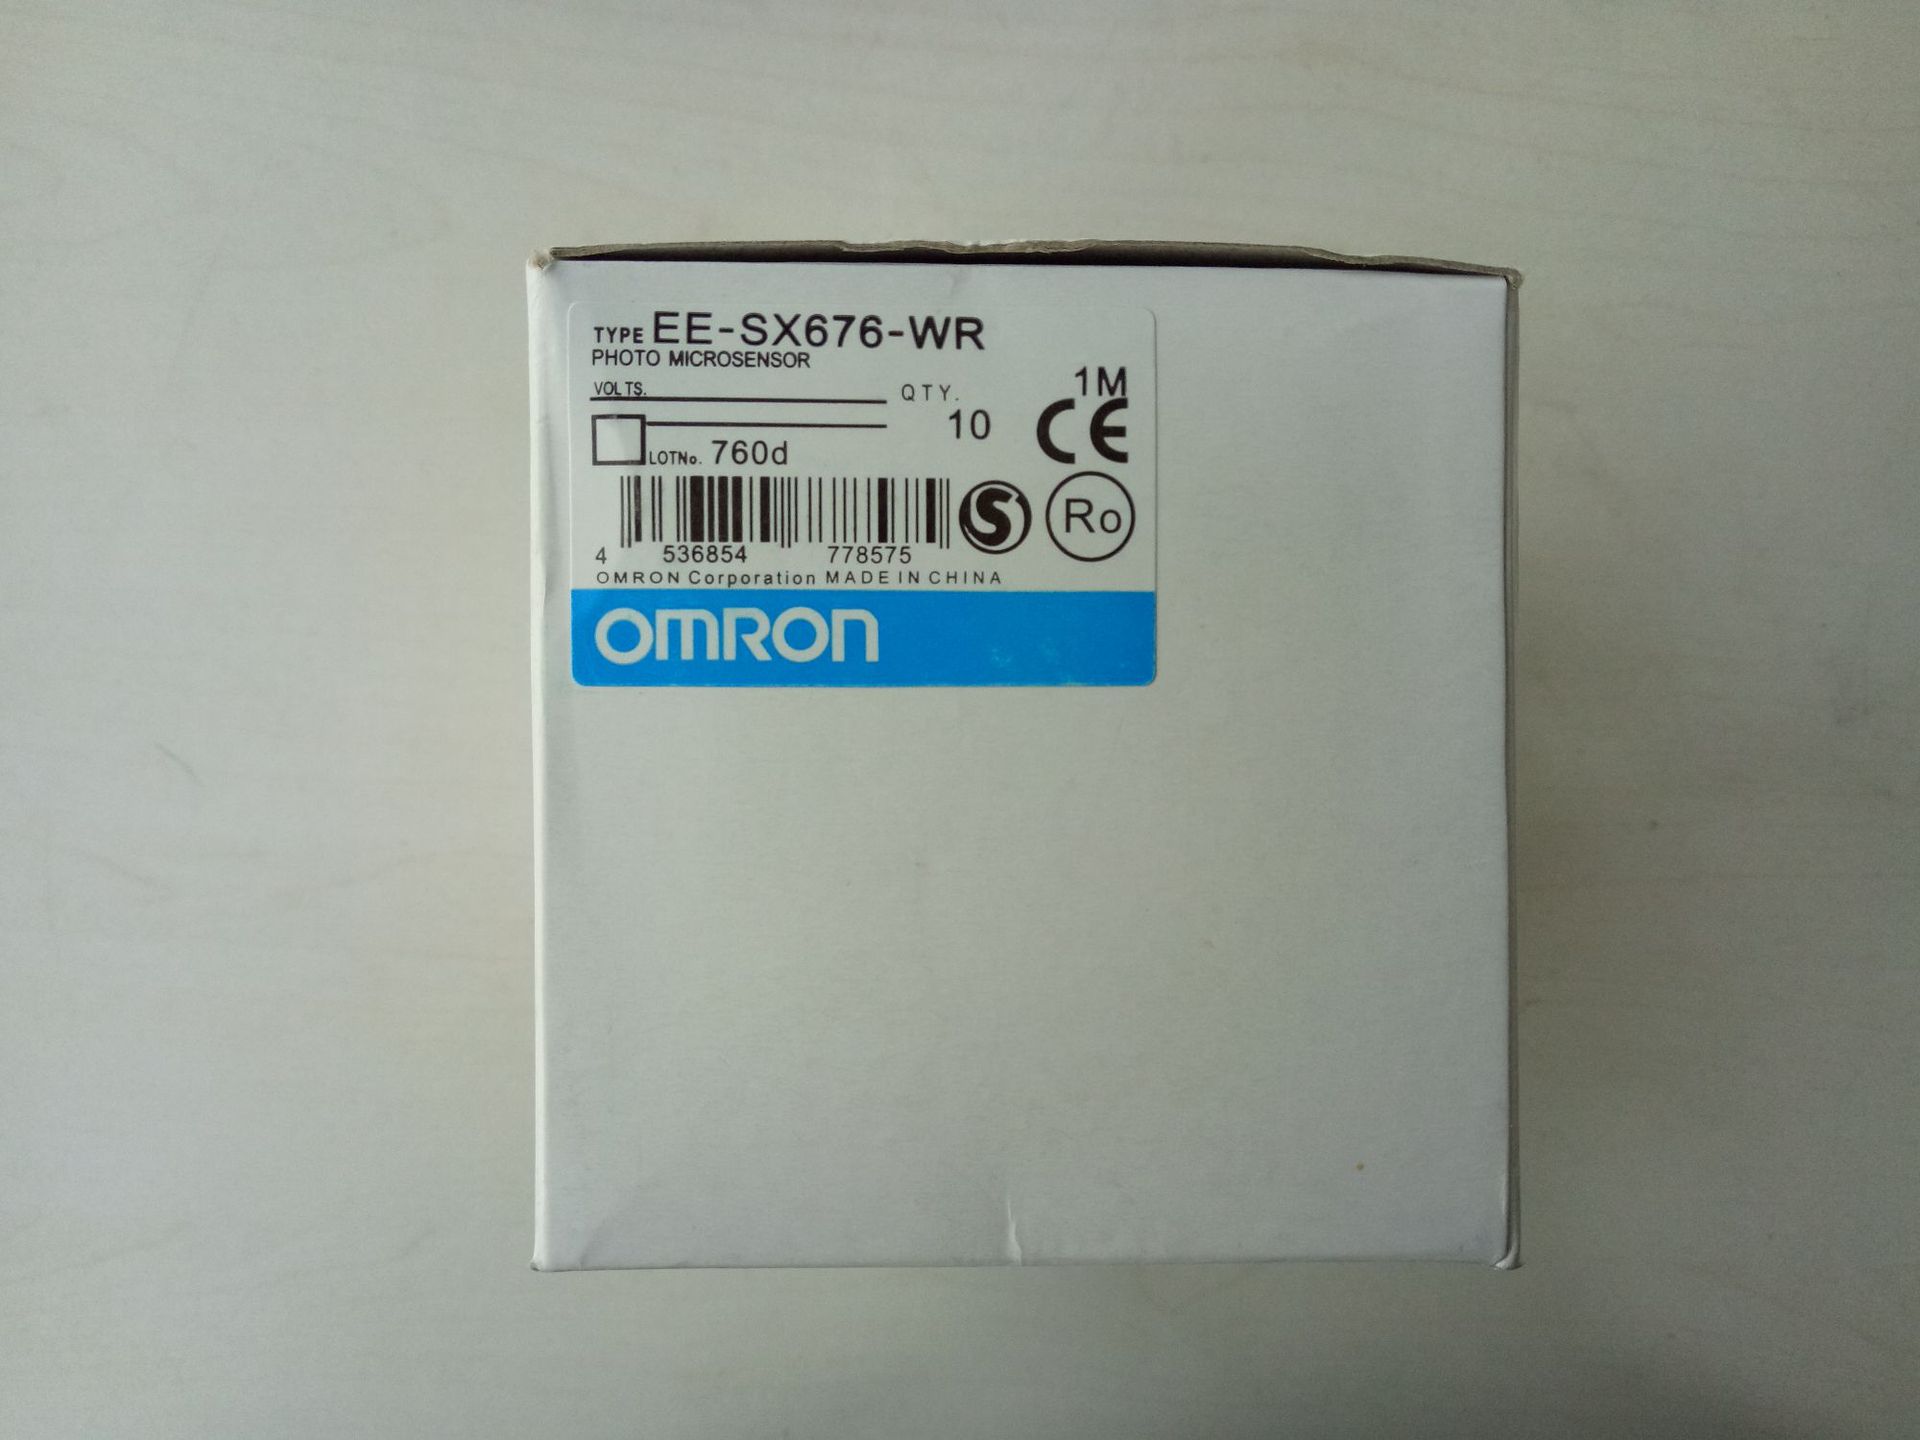 TYPE EE-SX676-WR
PHOTO MICROSENSOR
VOLTS.
QTY.
1M
10
CE
LOTNo. 760d
S
Ro
4 536854 778575
OMRON Corporation MADE IN CHINA
OMRON